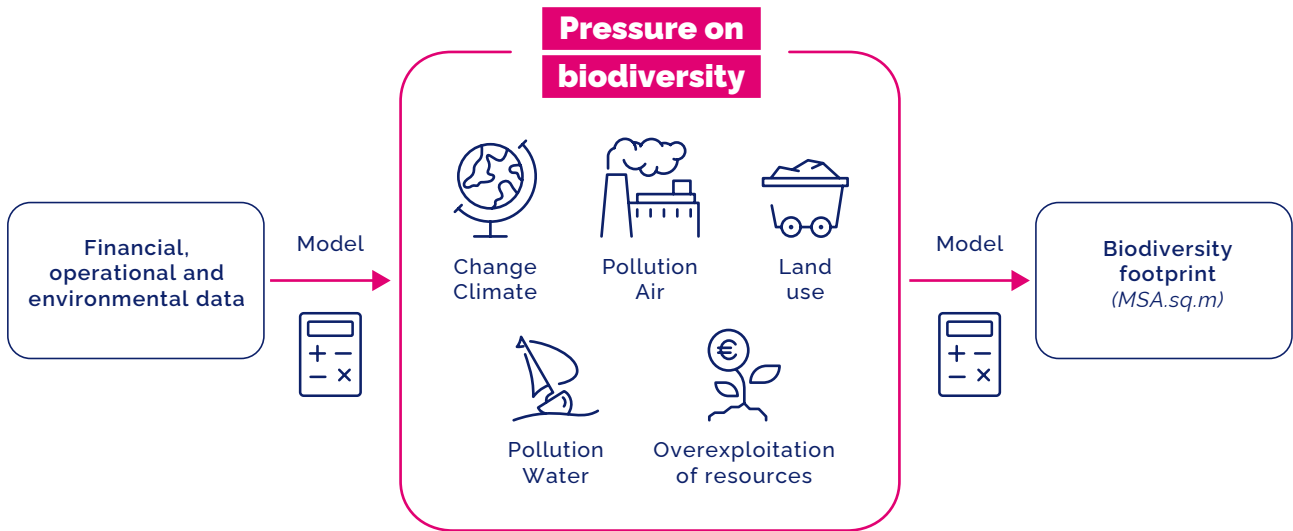 Pressure on
biodiversity
Financial,
operational and
environmental data
Model
Change
Climate
Pollution
Air
Land
use
Pollution
Water
Overexploitation
of resources
Model
Biodiversity
footprint
(MSA.sq.m)